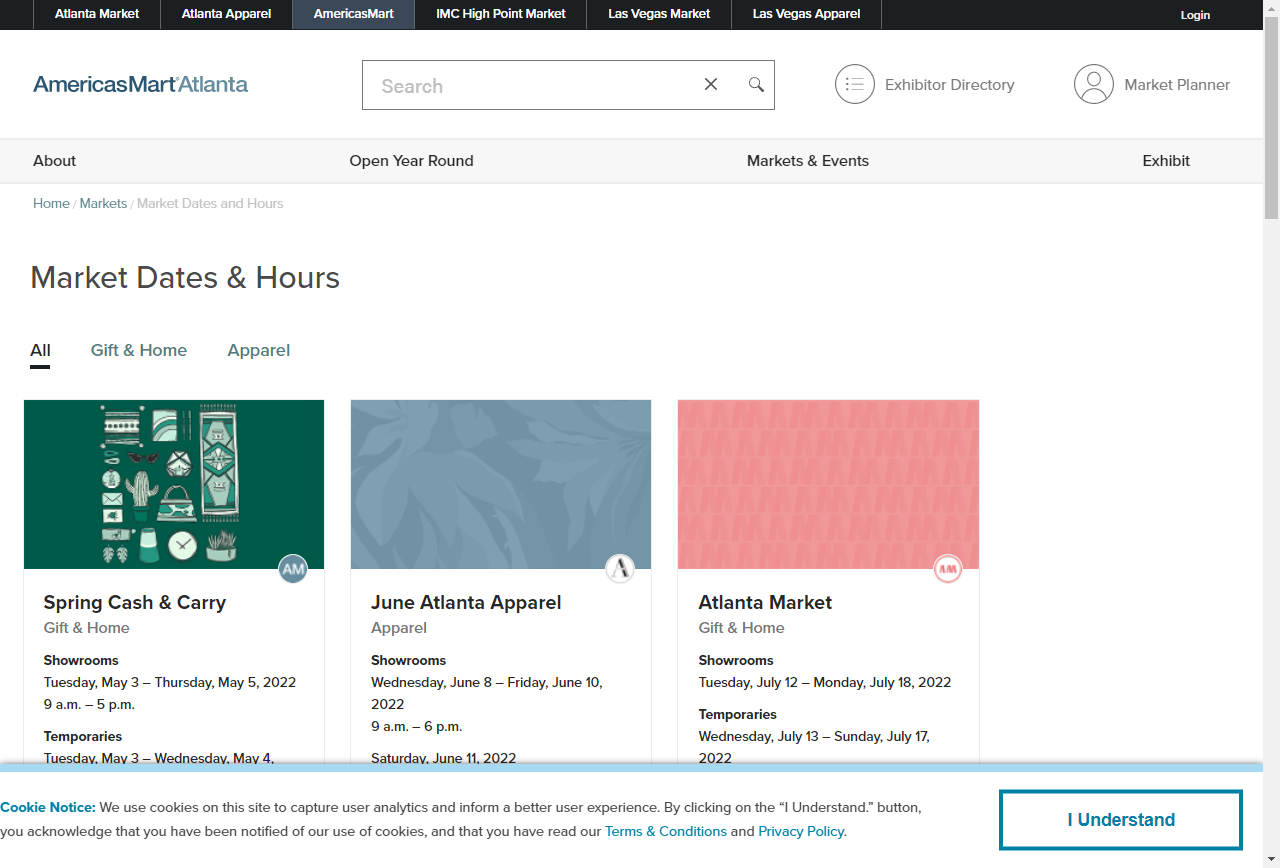 Atlanta Market
Atlanta Apparel
AmericasMart
IMC High Point Market
Las Vegas Market
Las Vegas Apparel
Login
AmericasMart®Atlanta
Search
Exhibitor Directory
Market Planner
About
Open Year Round
Markets & Events
Exhibit
Home / Markets / Market Dates and Hours
Market Dates & Hours
All
Gift & Home
Apparel
AM
Spring Cash & Carry
Gift & Home
Showrooms
Tuesday, May 3 – Thursday, May 5, 2022
9 a.m. – 5 p.m.
Temporaries
Tuesday, May 3 – Wednesday, May 4,
A
June Atlanta Apparel
Apparel
Showrooms
Wednesday, June 8 – Friday, June 10,
2022
9 a.m. – 6 p.m.
Saturday, June 11, 2022
AM
Atlanta Market
Gift & Home
Showrooms
Tuesday, July 12 – Monday, July 18, 2022
Temporaries
Wednesday, July 13 – Sunday, July 17,
2022
Cookie Notice: We use cookies on this site to capture user analytics and inform a better user experience. By clicking on the “I Understand.” button,
you acknowledge that you have been notified of our use of cookies, and that you have read our Terms & Conditions and Privacy Policy.
I Understand